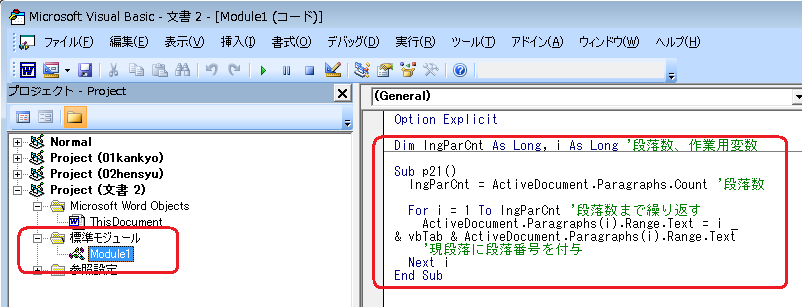 Microsoft Visual Basic - 文書 2 - [Module1 (コード)]
ファイル(F) 編集(E) 表示(V) 挿入(I) 書式(O) デバッグ(D) 実行(R) ツール(T) アドイン(A) ウィンドウ(W) ヘルプ(H)
プロジェクト - Project
Normal
Project (01kankyo)
Project (02hensyu)
Project (文書 2)
Microsoft Word Objects
ThisDocument
標準モジュール
Module1
参照設定
(General)
Option Explicit
Dim lngParCnt As Long, i As Long '段落数、作業用変数
Sub p21()
lngParCnt = ActiveDocument.Paragraphs.Count '段落数
For i = 1 To lngParCnt '段落数まで繰り返す
ActiveDocument.Paragraphs(i).Range.Text = i _
& vbTab & ActiveDocument.Paragraphs(i).Range.Text
'現段落に段落番号を付与
Next i
End Sub